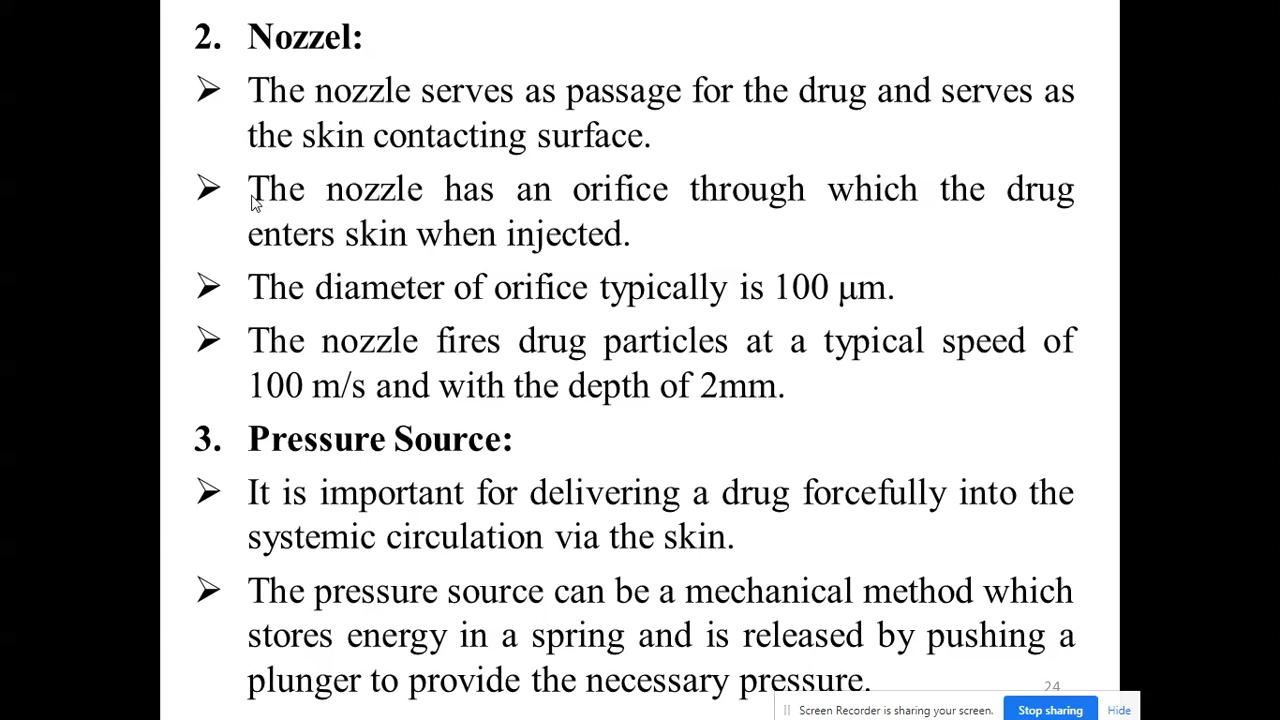 2. Nozzel:
➢ The nozzle serves as passage for the drug and serves as
the skin contacting surface.
➢ The nozzle has an orifice through which the drug
enters skin when injected.
➢ The diameter of orifice typically is 100 μm.
➢ The nozzle fires drug particles at a typical speed of
100 m/s and with the depth of 2mm.
3. Pressure Source:
➢ It is important for delivering a drug forcefully into the
systemic circulation via the skin.
➢ The pressure source can be a mechanical method which
stores energy in a spring and is released by pushing a
plunger to provide the necessary pressure.
24
Screen Recorder is sharing your screen. Stop sharing Hide